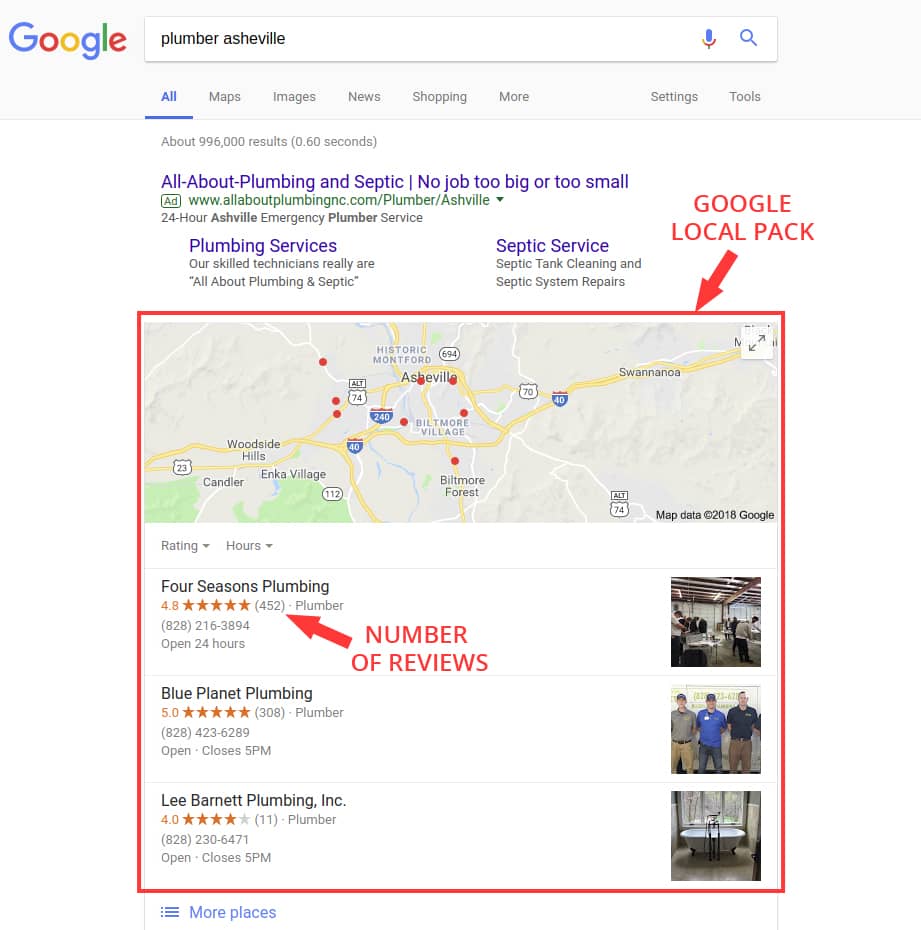 Google
plumber asheville
All Maps Images News Shopping More Settings Tools
About 996,000 results (0.60 seconds)
All-About-Plumbing and Septic | No job too big or too small
Ad www.allaboutplumbingnc.com/Plumber/Ashville
24-Hour Ashville Emergency Plumber Service
Plumbing Services
Our skilled technicians really are
“All About Plumbing & Septic”
Septic Service
Septic Tank Cleaning and
Septic System Repairs
GOOGLE
LOCAL PACK
HISTORIC
MONTFORD
694
Asheville
Swannanoa
ALT
74
70
40
240
BILTMORE
VILLAGE
Woodside
Hills
40
23
Candler
Enka Village
112
Biltmore
Forest
ALT
74
Map data ©2018 Google
Rating Hours
Four Seasons Plumbing
4.8 ★★★★★ (452) · Plumber
(828) 216-3894
Open 24 hours
NUMBER
OF REVIEWS
Blue Planet Plumbing
5.0 ★★★★★ (308) · Plumber
(828) 423-6289
Open · Closes 5PM
Lee Barnett Plumbing, Inc.
4.0 ★★★★★ (11) · Plumber
(828) 230-6471
Open · Closes 5PM
More places